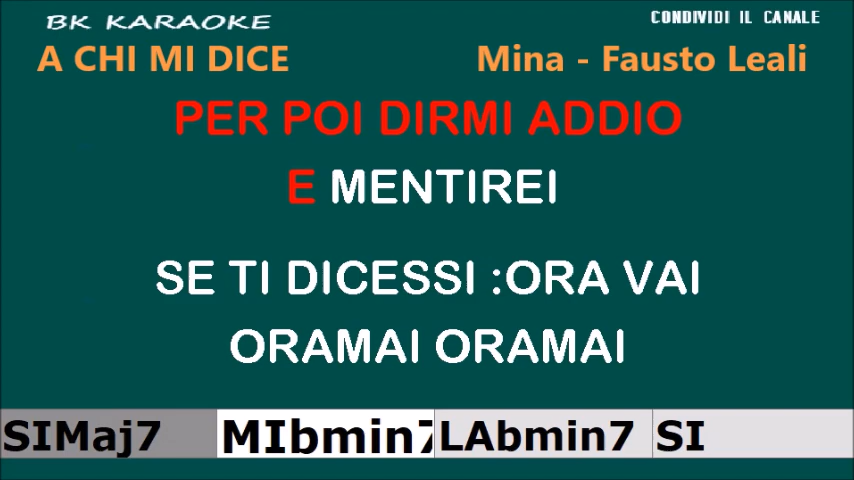 BK KARAOKE
CONDIVIDI IL CANALE
A CHI MI DICE
Mina - Fausto Leali
PER POI DIRMI ADDIO
E MENTIREI
SE TI DICESSI :ORA VAI
ORAMAI ORAMAI
SIMaj7 MIbmin7 LAbmin7 SI